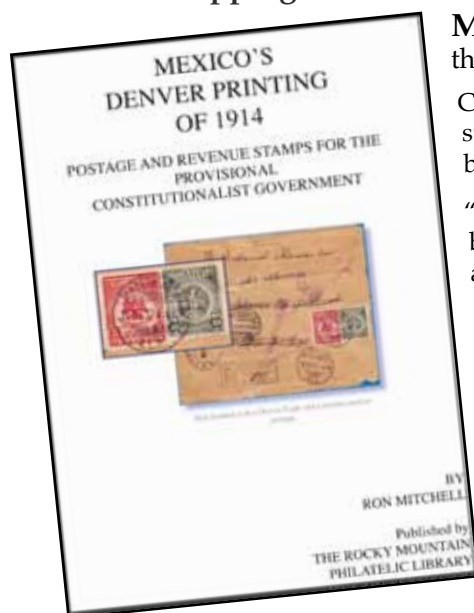 MEXICO'S
DENVER PRINTING
OF 1914
POSTAGE AND REVENUE STAMPS FOR THE
PROVISIONAL
CONSTITUTIONALIST GOVERNMENT
BY
RON MITCHELL
Published by
THE ROCKY MOUNTAIN
PHILATELIC LIBRARY
M
th
C
s
b
“
b
a